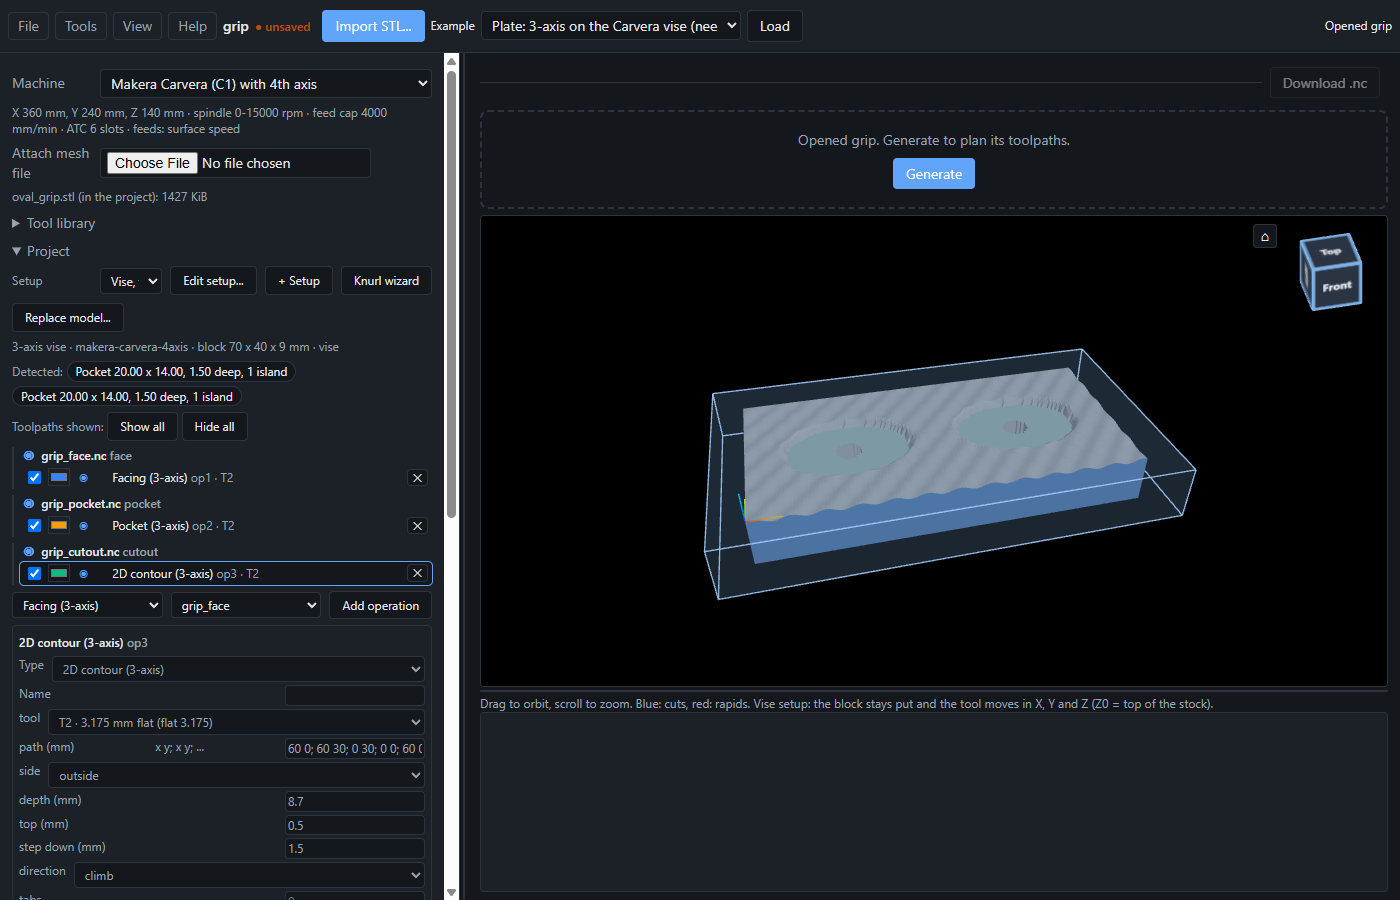 File Tools View Help grip • unsaved Import STL... Example Plate: 3-axis on the Carvera vise (nee Load Opened grip
Machine Makera Carvera (C1) with 4th axis
X 360 mm, Y 240 mm, Z 140 mm · spindle 0-15000 rpm · feed cap 4000
mm/min · ATC 6 slots · feeds: surface speed
Attach mesh file Choose File No file chosen
oval_grip.stl (in the project): 1427 KiB
Tool library
Project
Setup Vise, Edit setup... + Setup Knurl wizard
Replace model...
3-axis vise · makera-carvera-4axis · block 70 x 40 x 9 mm · vise
Detected: Pocket 20.00 x 14.00, 1.50 deep, 1 island
Pocket 20.00 x 14.00, 1.50 deep, 1 island
Toolpaths shown: Show all Hide all
grip_face.nc face
Facing (3-axis) op1 · T2
grip_pocket.nc pocket
Pocket (3-axis) op2 · T2
grip_cutout.nc cutout
2D contour (3-axis) op3 · T2
Facing (3-axis) grip_face Add operation
2D contour (3-axis) op3
Type 2D contour (3-axis)
Name
tool T2 · 3.175 mm flat (flat 3.175)
path (mm) x y; x y; ... 60 0; 60 30; 0 30; 0 0; 60 0
side outside
depth (mm) 8.7
top (mm) 0.5
step down (mm) 1.5
direction climb
tabs
Download .nc
Opened grip. Generate to plan its toolpaths.
Generate
⌂
Top
Front
Drag to orbit, scroll to zoom. Blue: cuts, red: rapids. Vise setup: the block stays put and the tool moves in X, Y and Z (Z0 = top of the stock).